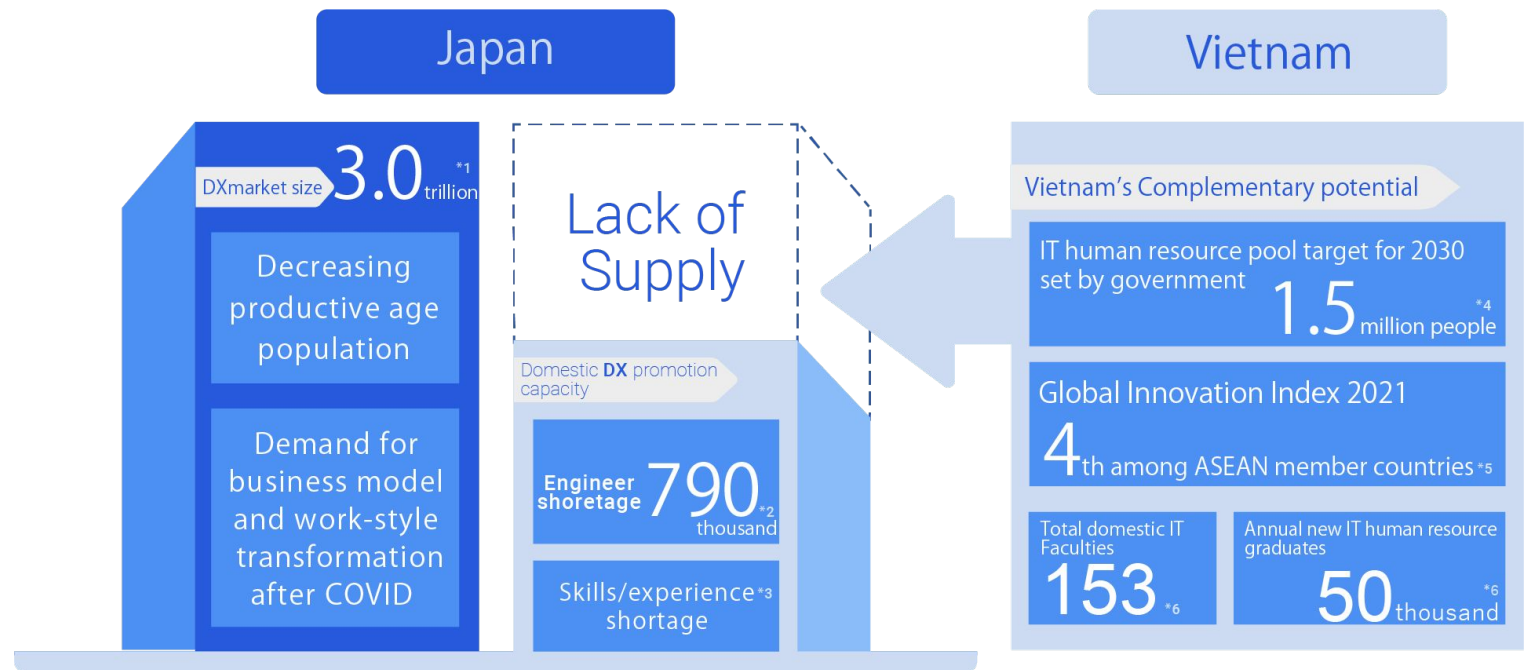 Japan
DXmarket size
3.0 *1
trillion
Decreasing
productive age
population
Demand for
business model
and work-style
transformation
after COVID
Lack of
Supply
Domestic DX promotion
capacity
Engineer
shoretage
790 *2
thousand
Skills/experience *3
shortage
Vietnam
Vietnam's Complementary potential
IT human resource pool target for 2030
set by government
1.5 *4
million people
Global Innovation Index 2021
4th among ASEAN member countries *5
Total domestic IT
Faculties
153 *6
Annual new IT human resource
graduates
50 *6
thousand